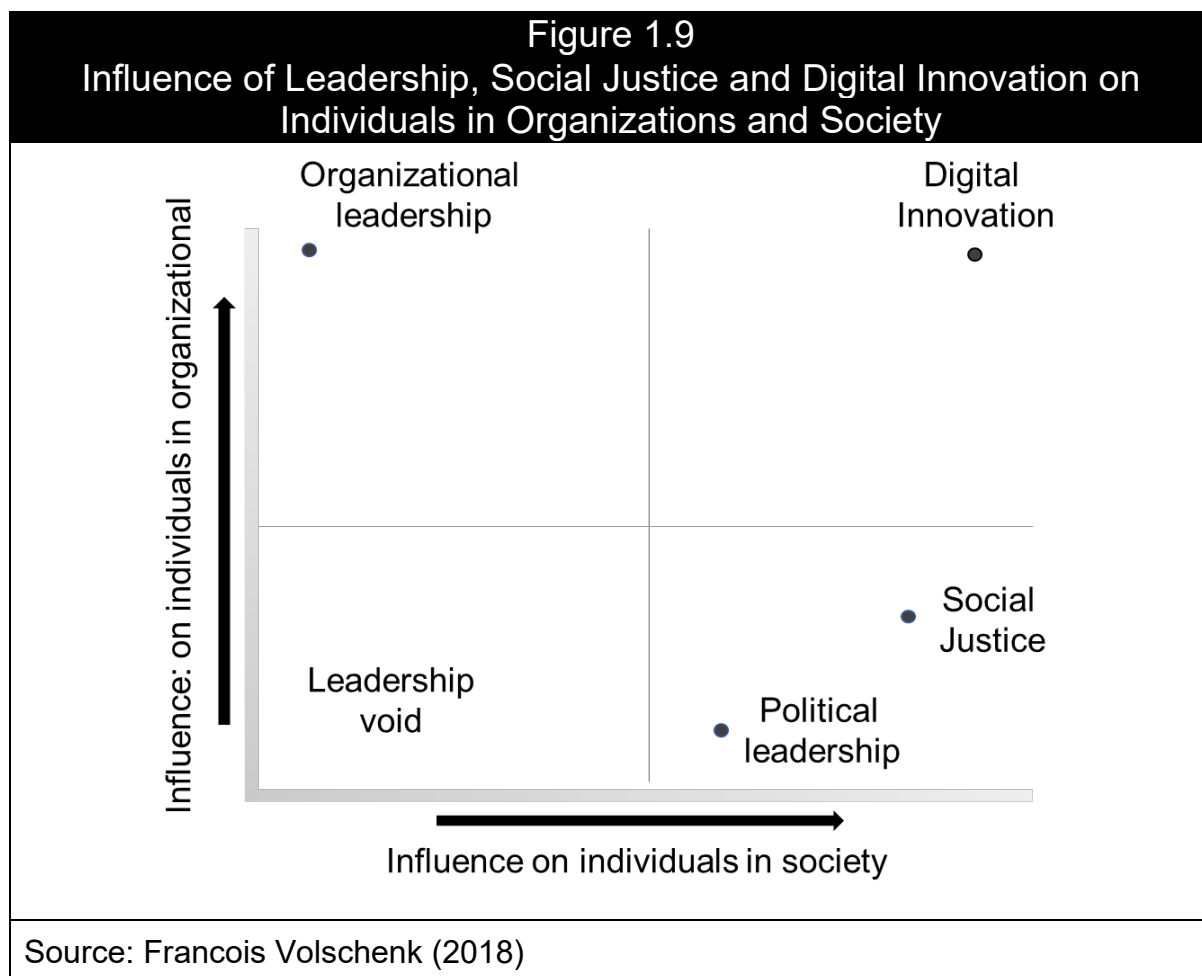 Figure 1.9
Influence of Leadership, Social Justice and Digital Innovation on
Individuals in Organizations and Society
Organizational
leadership
Digital
Innovation
Influence: on individuals in organizational
Social
Justice
Leadership
void
Political
leadership
Influence on individuals in society
Source: Francois Volschenk (2018)